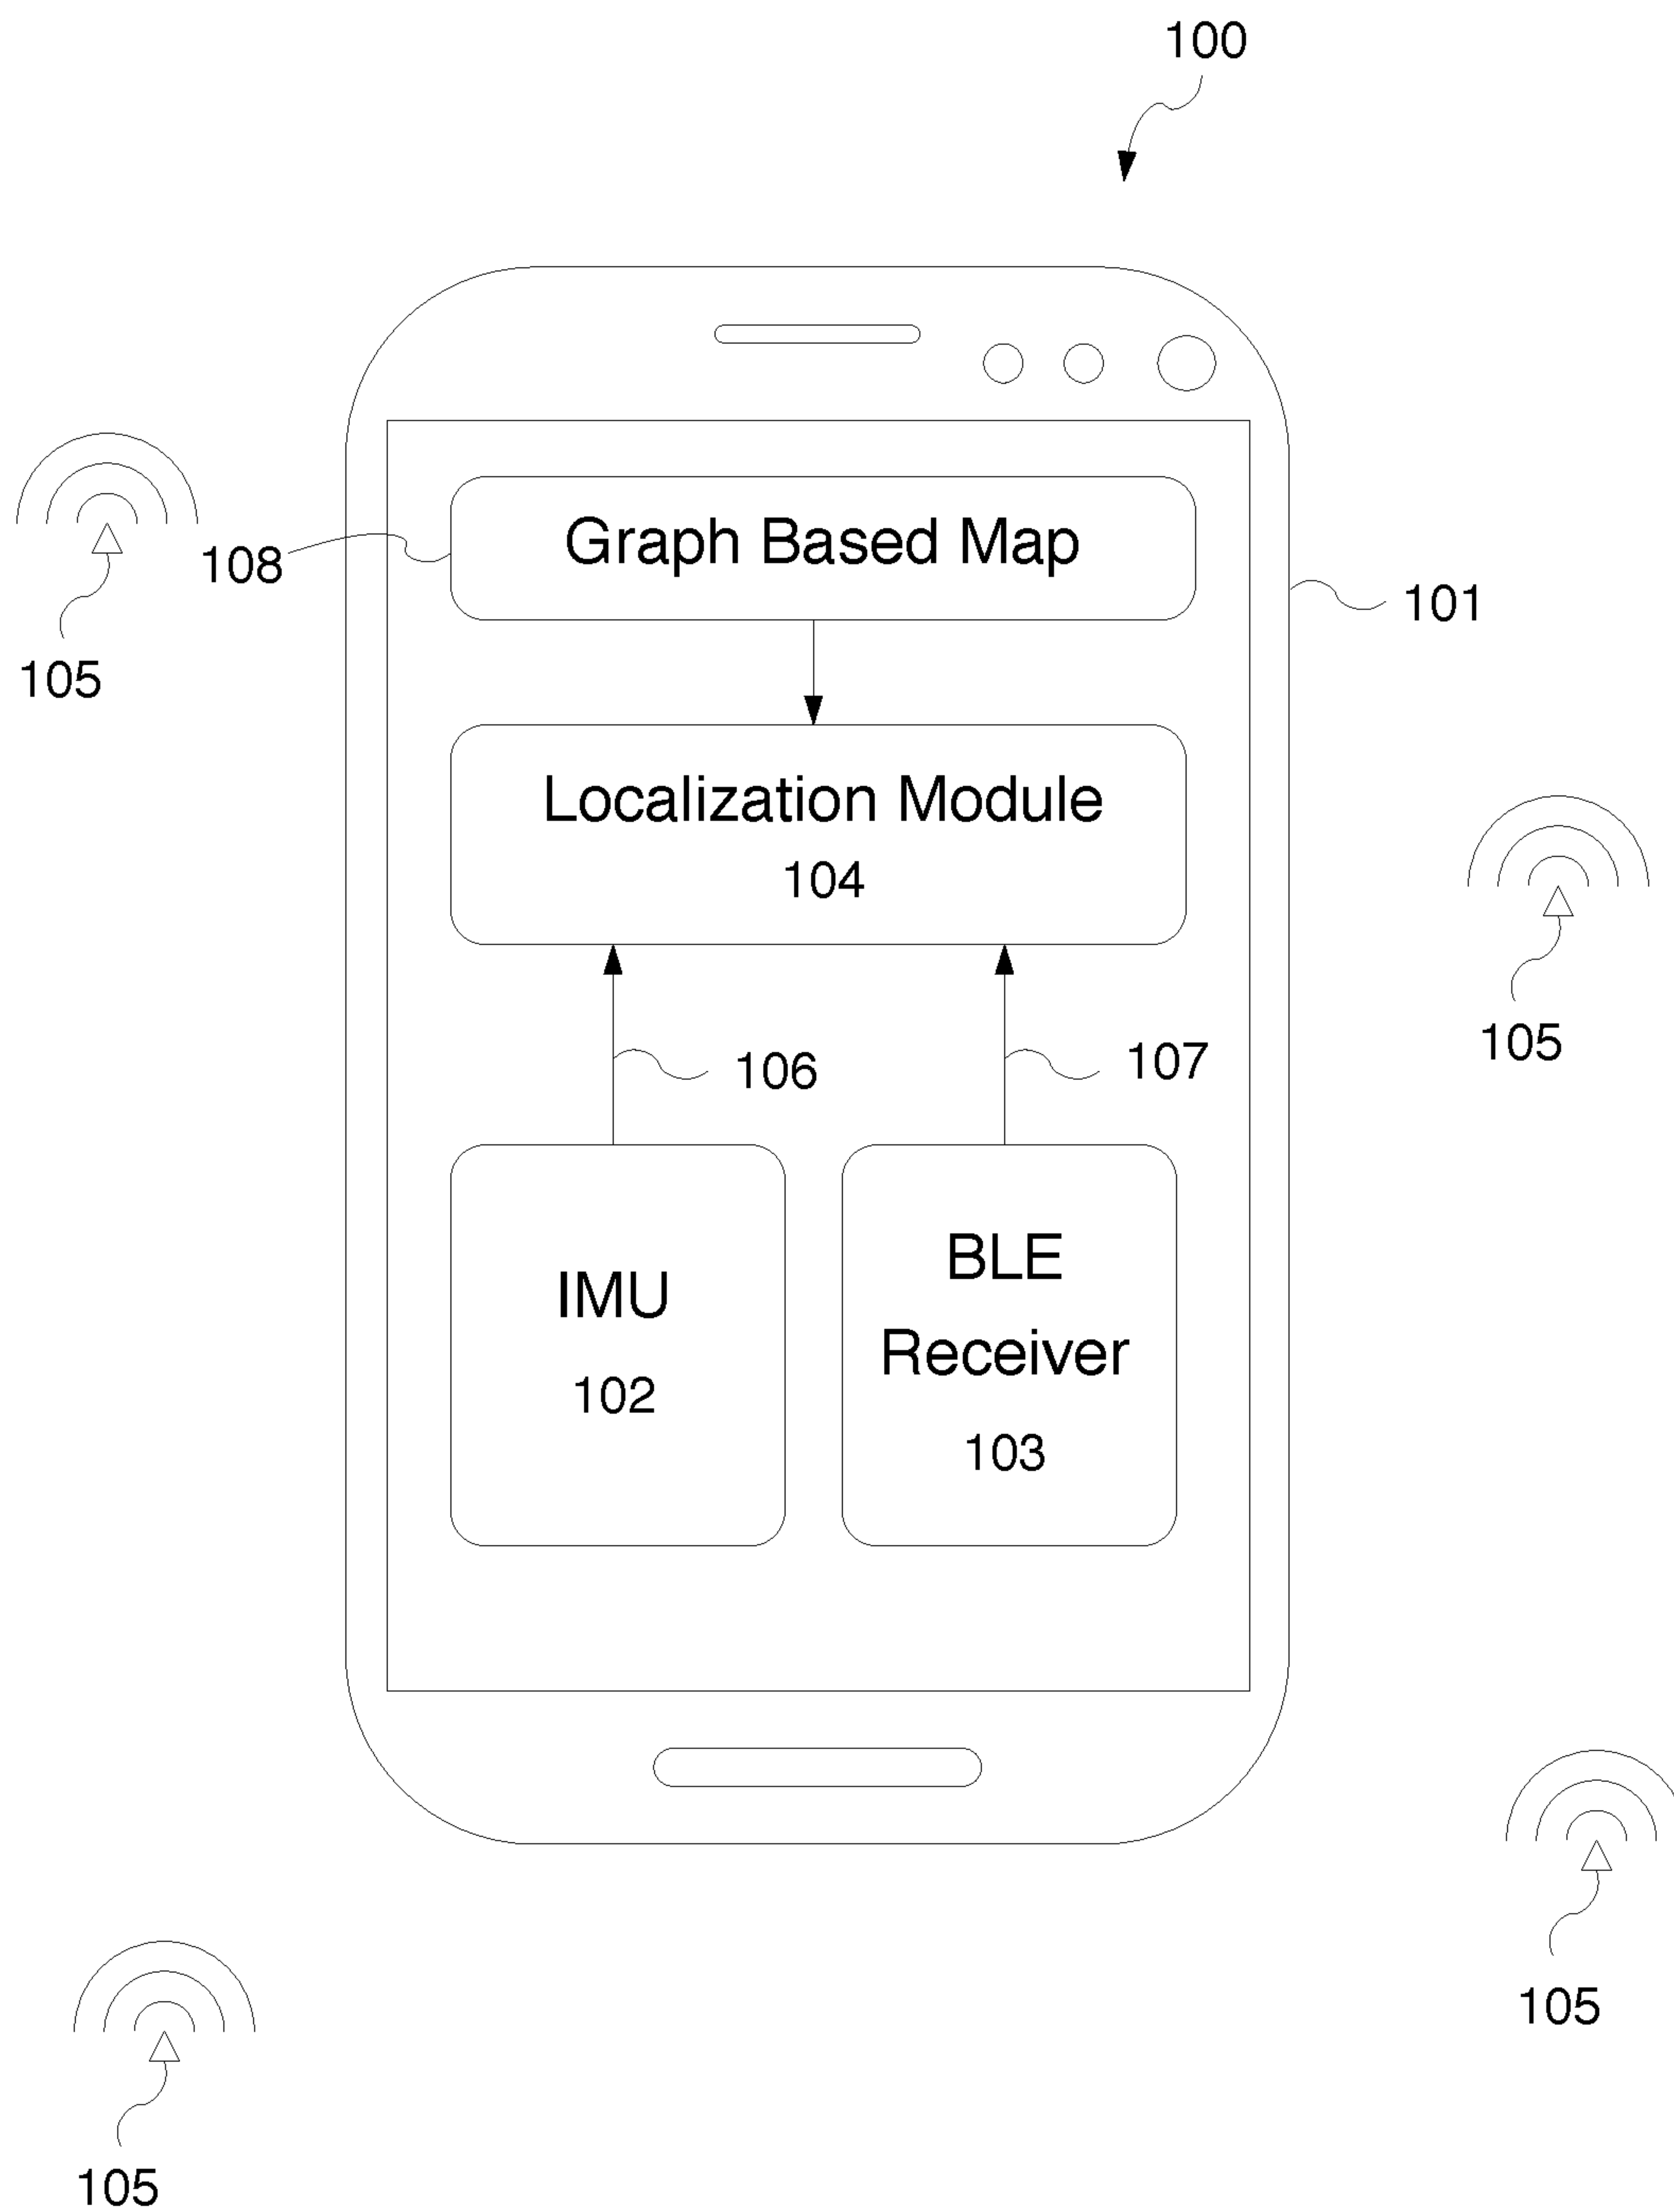 100
Graph Based Map
108
101
105
Localization Module
104
105
106
107
IMU
102
BLE
Receiver
103
105
105